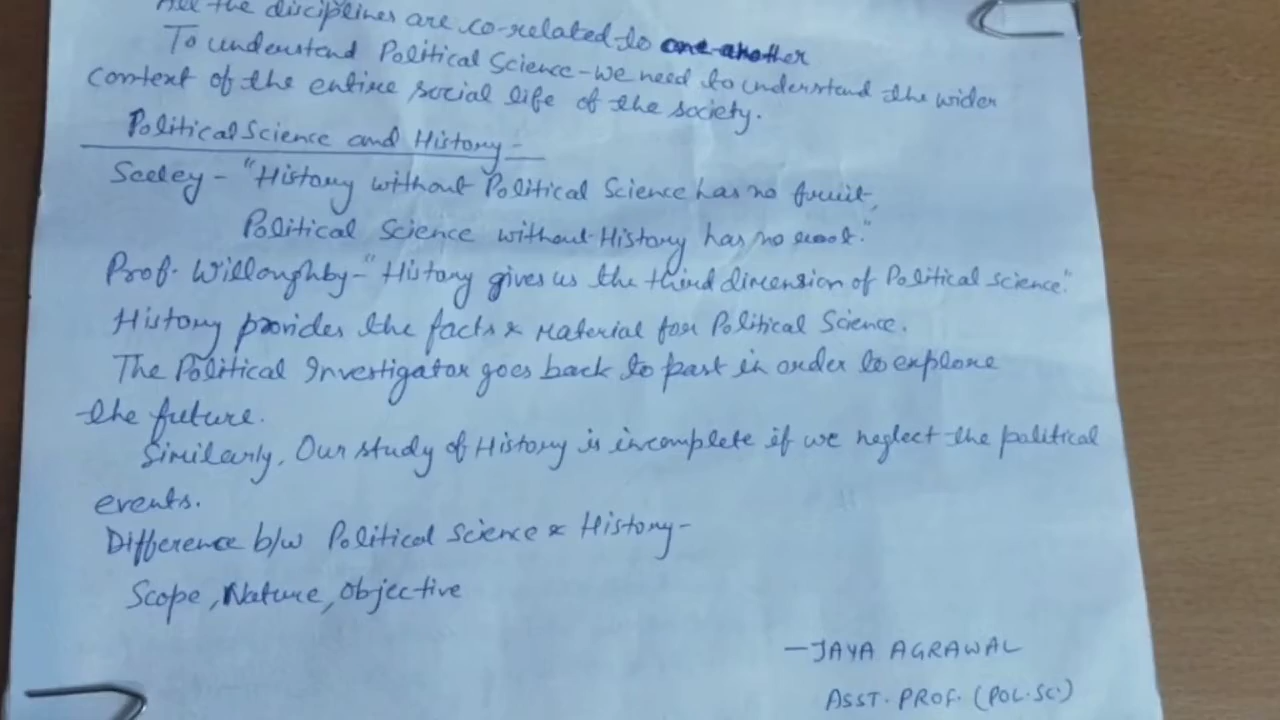 All the disciplines are co-related to one another
To understand Political Science - we need to understand the wider
context of the entire social life of the society.
Political Science and History -
Seeley - "History without Political Science has no fruit,
Political Science without History has no root."
Prof. Willoughby - "History gives us the third dimension of Political Science."
History provides the facts & material for Political Science.
The Political Investigator goes back to past in order to explore
the future.
Similarly, Our study of History is incomplete if we neglect the political
events.
Difference b/w Political Science & History -
Scope, Nature, Objective
- JAYA AGRAWAL
ASST. PROF. (POL.SC.)